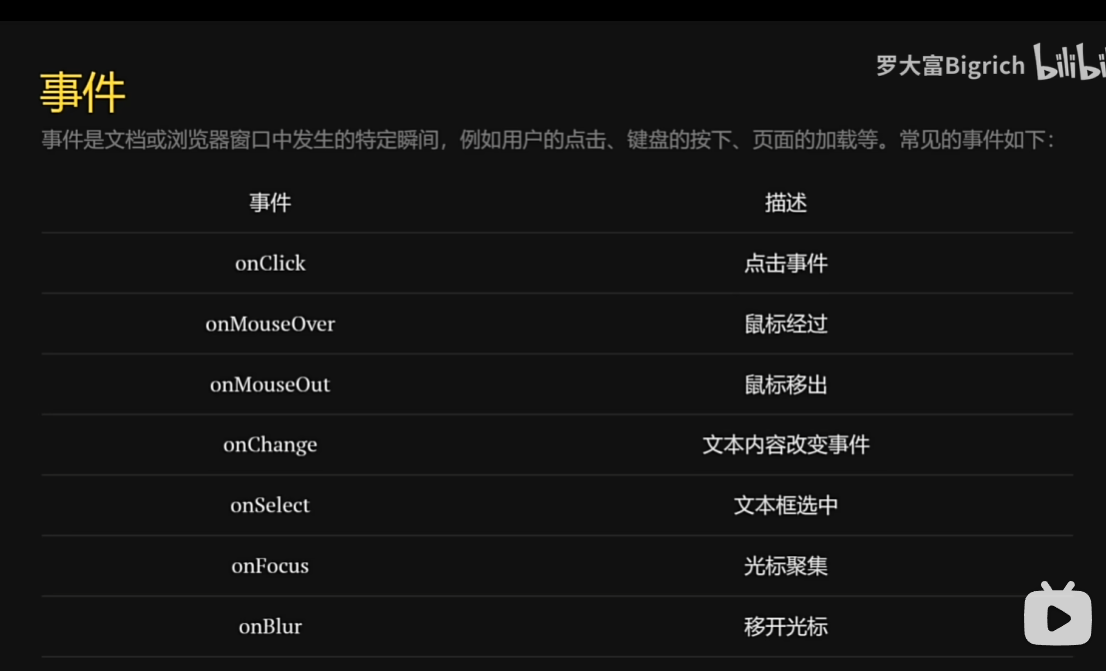 罗大富Bigrich bilibi
事件
事件是文档或浏览器窗口中发生的特定瞬间，例如用户的点击、键盘的按下、页面的加载等。常见的事件如下：
事件 描述
onClick 点击事件
onMouseOver 鼠标经过
onMouseOut 鼠标移出
onChange 文本内容改变事件
onSelect 文本框选中
onFocus 光标聚集
onBlur 移开光标